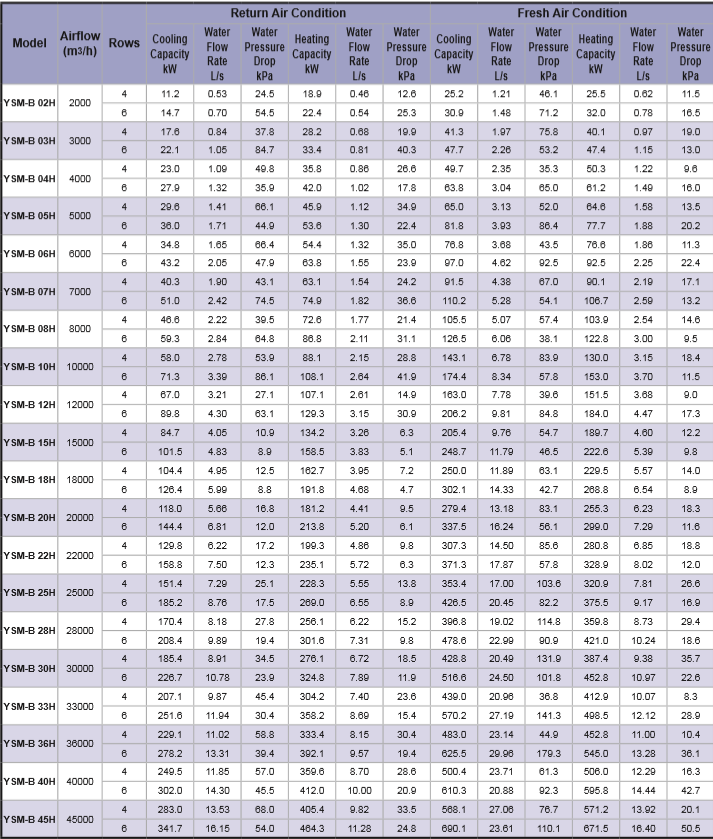 Return Air Condition Fresh Air Condition
Model Airflow (m3/h) Rows Cooling Capacity kW Water Flow Rate L/s Water Pressure Drop kPa Heating Capacity kW Water Flow Rate L/s Water Pressure Drop kPa Cooling Capacity kW Water Flow Rate L/s Water Pressure Drop kPa Heating Capacity kW Water Flow Rate L/s Water Pressure Drop kPa
YSM-B 02H 2000 4 11.2 0.53 24.5 18.9 0.46 12.6 25.2 1.21 46.1 25.5 0.62 11.5
6 14.7 0.70 54.5 22.4 0.54 25.3 30.9 1.48 71.2 32.0 0.78 16.5
YSM-B 03H 3000 4 17.6 0.84 37.8 28.2 0.68 19.9 41.3 1.97 75.8 40.1 0.97 19.0
6 22.1 1.05 84.7 33.4 0.81 40.3 47.7 2.26 53.2 47.4 1.15 13.0
YSM-B 04H 4000 4 23.0 1.09 49.8 35.8 0.86 26.6 49.7 2.35 35.3 50.3 1.22 9.6
6 27.9 1.32 35.9 42.0 1.02 17.8 63.8 3.04 65.0 61.2 1.49 16.0
YSM-B 05H 5000 4 29.6 1.41 66.1 45.9 1.12 34.9 65.0 3.13 52.0 64.6 1.58 13.5
6 36.0 1.71 44.9 53.6 1.30 22.4 81.8 3.93 86.4 77.7 1.88 20.2
YSM-B 06H 6000 4 34.8 1.65 66.4 54.4 1.32 35.0 76.8 3.68 43.5 76.6 1.86 11.3
6 43.2 2.05 47.9 63.8 1.55 23.9 97.0 4.62 92.5 92.5 2.25 22.4
YSM-B 07H 7000 4 40.3 1.90 43.1 63.1 1.54 24.2 91.5 4.38 67.0 90.1 2.19 17.1
6 51.0 2.42 74.5 74.9 1.82 36.6 110.2 5.28 54.1 106.7 2.59 13.2
YSM-B 08H 8000 4 46.6 2.22 39.5 72.6 1.77 21.4 105.5 5.07 57.4 103.9 2.54 14.6
6 59.3 2.84 64.8 86.8 2.11 31.1 126.5 6.06 38.1 122.8 3.00 9.5
YSM-B 10H 10000 4 58.0 2.78 53.9 88.1 2.15 28.8 143.1 6.78 83.9 130.0 3.15 18.4
6 71.3 3.39 86.1 108.1 2.64 41.9 174.4 8.34 57.8 153.0 3.70 11.5
YSM-B 12H 12000 4 67.0 3.21 27.1 107.1 2.61 14.9 163.0 7.78 39.6 151.5 3.68 9.0
6 89.8 4.30 63.1 129.3 3.15 30.9 206.2 9.81 84.8 184.0 4.47 17.3
YSM-B 15H 15000 4 84.7 4.05 10.9 134.2 3.26 6.3 205.4 9.76 54.7 189.7 4.60 12.2
6 101.5 4.83 8.9 158.5 3.83 5.1 248.7 11.79 46.5 222.6 5.39 9.8
YSM-B 18H 18000 4 104.4 4.95 12.5 162.7 3.95 7.2 250.0 11.89 63.1 229.5 5.57 14.0
6 126.4 5.99 8.8 191.8 4.68 4.7 302.1 14.33 42.7 268.8 6.54 8.9
YSM-B 20H 20000 4 118.0 5.66 16.8 181.2 4.41 9.5 279.4 13.18 83.1 255.3 6.23 18.3
6 144.4 6.81 12.0 213.8 5.20 6.1 337.5 16.24 56.1 299.0 7.29 11.6
YSM-B 22H 22000 4 129.8 6.22 17.2 199.3 4.86 9.8 307.3 14.50 85.6 280.8 6.85 18.8
6 158.8 7.50 12.3 235.1 5.72 6.3 371.3 17.87 57.8 328.9 8.02 12.0
YSM-B 25H 25000 4 151.4 7.29 25.1 228.3 5.55 13.8 353.4 17.00 103.6 320.9 7.81 26.6
6 185.2 8.76 17.5 269.0 6.55 8.9 426.5 20.45 82.2 375.5 9.17 16.9
YSM-B 28H 28000 4 170.4 8.18 27.8 256.1 6.22 15.2 396.8 19.02 114.8 359.8 8.73 29.4
6 208.4 9.89 19.4 301.6 7.31 9.8 478.6 22.99 90.9 421.0 10.24 18.6
YSM-B 30H 30000 4 185.4 8.91 34.5 276.1 6.72 18.5 428.8 20.49 131.9 387.4 9.38 35.7
6 226.7 10.78 23.9 324.8 7.89 11.9 516.6 24.50 101.8 452.8 10.97 22.6
YSM-B 33H 33000 4 207.1 9.87 45.4 304.2 7.40 23.6 439.0 20.96 36.8 412.9 10.07 8.3
6 251.6 11.94 30.4 358.2 8.69 15.4 570.2 27.19 141.3 498.5 12.12 28.9
YSM-B 36H 36000 4 229.1 11.02 58.8 333.4 8.15 30.4 483.0 23.14 44.9 452.8 11.00 10.4
6 278.2 13.31 39.4 392.1 9.57 19.4 625.5 29.96 179.3 545.0 13.28 36.1
YSM-B 40H 40000 4 249.5 11.85 57.0 359.6 8.70 28.6 500.4 23.71 61.3 506.0 12.29 16.3
6 302.0 14.30 45.5 412.0 10.00 20.9 610.3 20.88 92.3 595.8 14.44 42.7
YSM-B 45H 45000 4 283.0 13.53 68.0 405.4 9.82 33.5 568.1 27.06 76.7 571.2 13.92 20.1
6 341.7 16.15 54.0 464.3 11.28 24.8 690.1 23.61 110.1 671.5 16.40 50.5